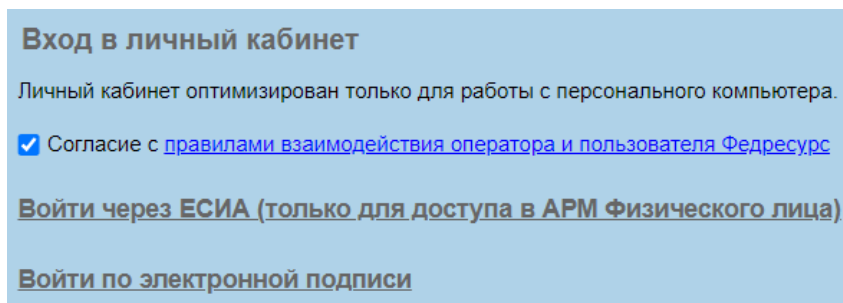 Вход в личный кабинет
Личный кабинет оптимизирован только для работы с персонального компьютера.
Согласие с правилами взаимодействия оператора и пользователя Федресурс
Войти через ЕСИА (только для доступа в АРМ Физического лица)
Войти по электронной подписи